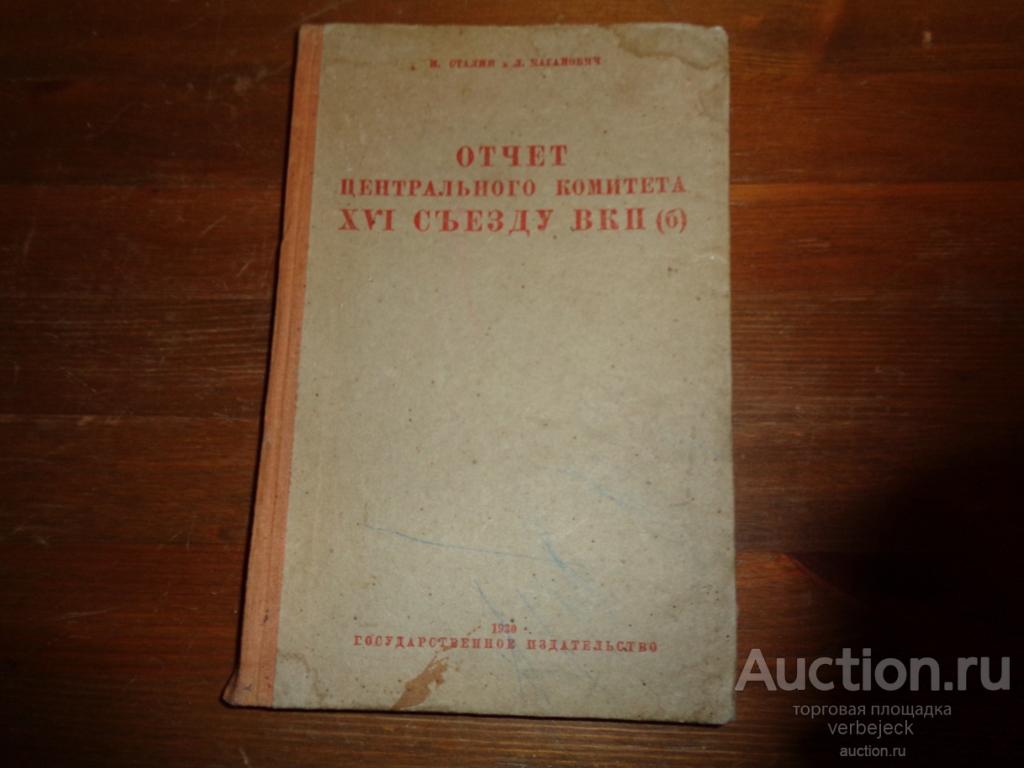 И. СТАЛИН и Л. КАГАНОВИЧ
ОТЧЕТ
ЦЕНТРАЛЬНОГО КОМИТЕТА
XVI СЪЕЗДУ ВКП (б)
1930
ГОСУДАРСТВЕННОЕ ИЗДАТЕЛЬСТВО
Auction.ru
торговая площадка
verbejeck
auction.ru